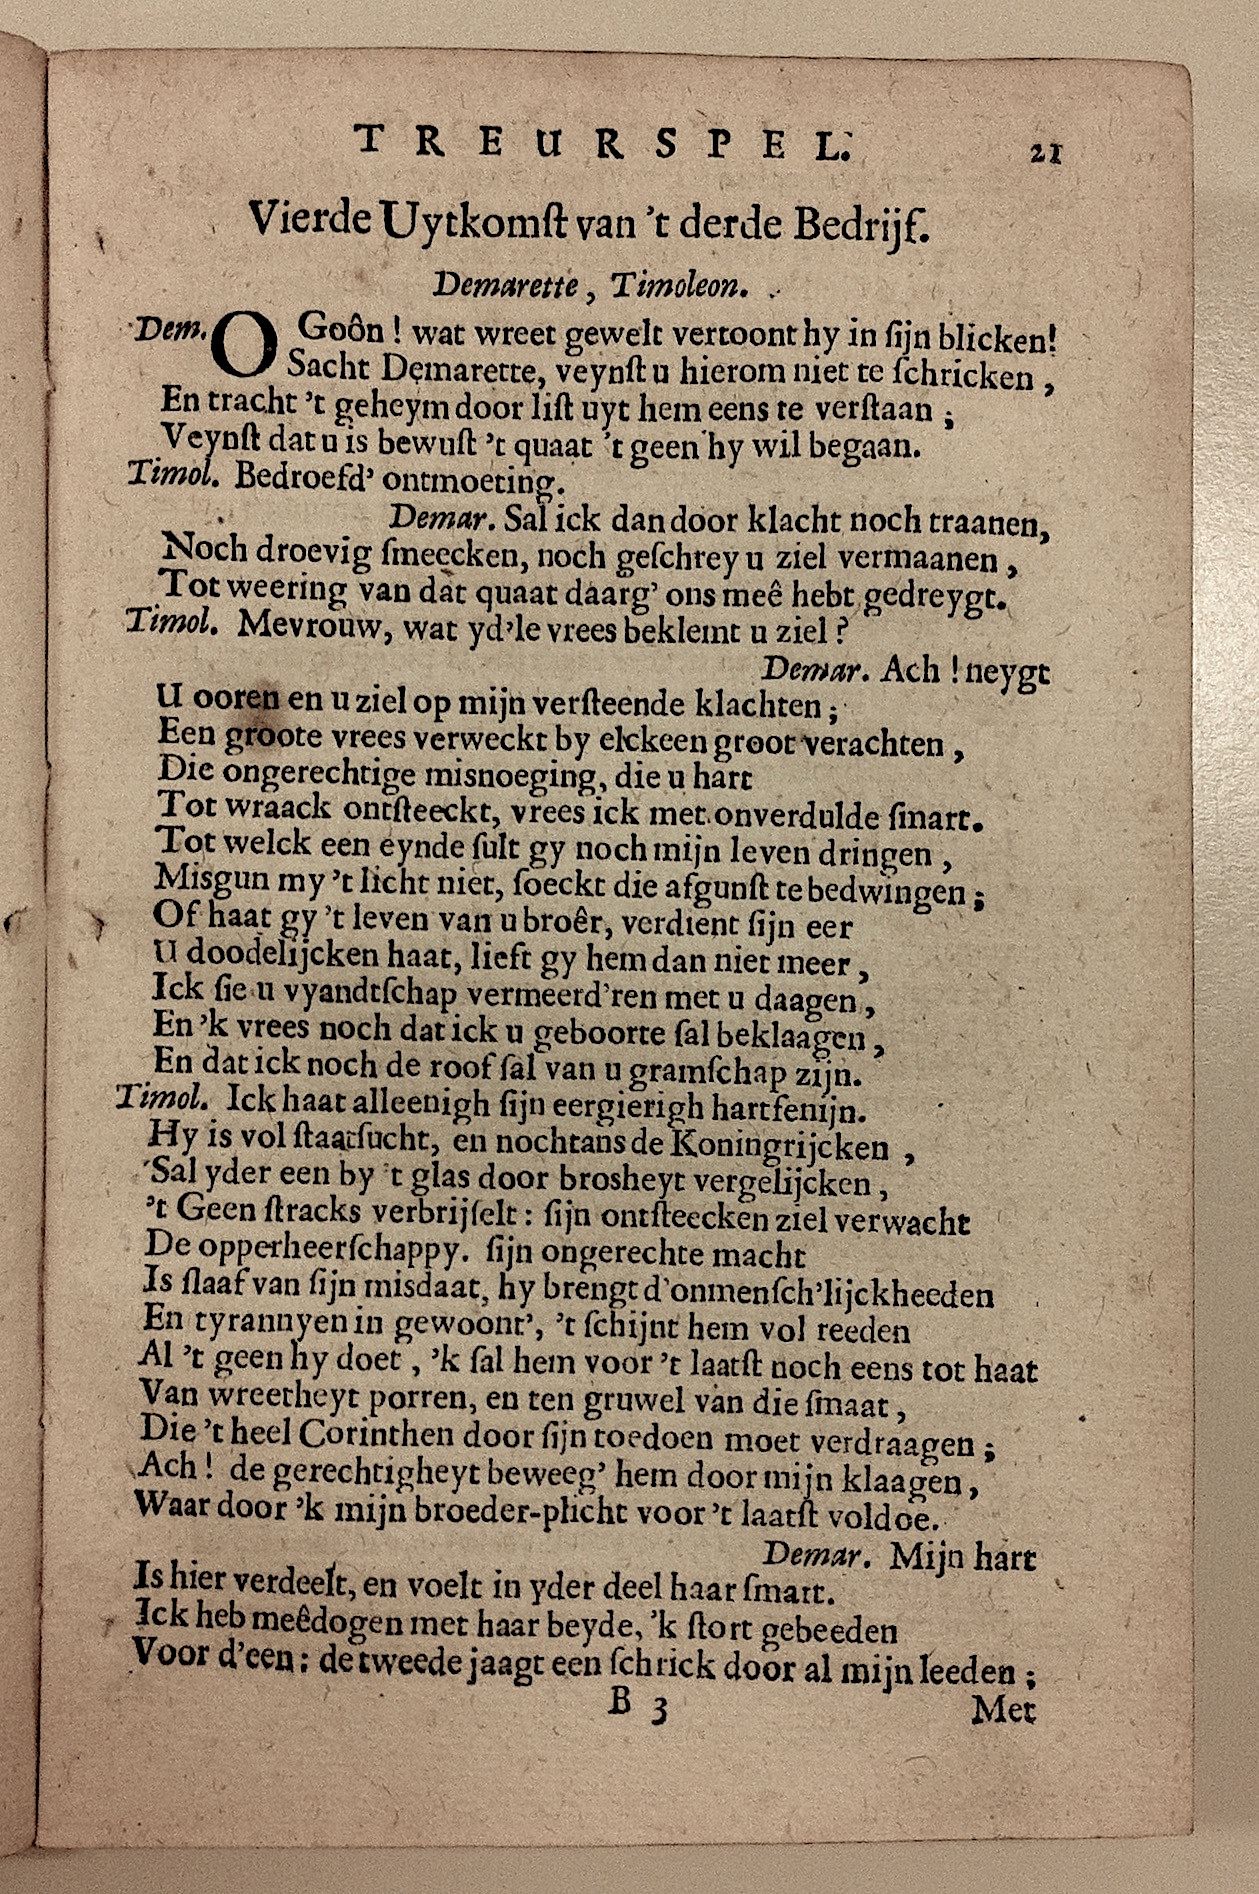 TREURSPEL. 21
Vierde Uytkomſt van 't derde Bedrijf.
Demarette, Timoleon.
Dem. O Goôn! wat wreet gewelt vertoont hy in ſijn blicken!
Sacht Demarette, veynſt u hierom niet te ſchricken,
En tracht 't geheym door liſt uyt hem eens te verſtaan;
Veynſt dat u is bewuſt 't quaat 't geen hy wil begaan.
Timol. Bedroefd' ontmoeting.
Demar. Sal ick dan door klacht noch traanen,
Noch droevig ſmeecken, noch geſchrey u ziel vermaanen,
Tot weering van dat quaat daarg' ons meê hebt gedreygt.
Timol. Mevrouw, wat yd'le vrees beklemt u ziel?
Demar. Ach! neygt
U ooren en u ziel op mijn verſteende klachten;
Een groote vrees verweckt by elckeen groot verachten,
Die ongerechtige misnoeging, die u hart
Tot wraack ontſteeckt, vrees ick met onverdulde ſmart.
Tot welck een eynde ſult gy noch mijn leven dringen,
Misgun my 't licht niet, ſoeckt die afgunſt te bedwingen;
Of haat gy 't leven van u broêr, verdient ſijn eer
U doodelijcken haat, lieft gy hem dan niet meer,
Ick ſie u vyandtſchap vermeerd'ren met u daagen,
En 'k vrees noch dat ick u geboorte ſal beklaagen,
En dat ick noch de roof ſal van u gramſchap zijn.
Timol. Ick haat alleenigh ſijn eergierigh hartfenijn.
Hy is vol ſtaatſucht, en nochtans de Koningrijcken,
Sal yder een by 't glas door brosheyt vergelijcken,
't Geen ſtracks verbrijſelt: ſijn ontſteecken ziel verwacht
De opperheerſchappy. ſijn ongerechte macht
Is ſlaaf van ſijn misdaat, hy brengt d'onmenſch'lijckheeden
En tyrannyen in gewoont', 't ſchijnt hem vol reeden
Al 't geen hy doet, 'k ſal hem voor 't laatſt noch eens tot haat
Van wreetheyt porren, en ten gruwel van die ſmaat,
Die 't heel Corinthen door ſijn toedoen moet verdraagen;
Ach! de gerechtigheyt beweeg' hem door mijn klaagen,
Waar door 'k mijn broeder-plicht voor 't laatſt voldoe.
Demar. Mijn hart
Is hier verdeelt, en voelt in yder deel haar ſmart.
Ick heb meêdogen met haar beyde, 'k ſtort gebeeden
Voor d'een: de tweede jaagt een ſchrick door al mijn leeden;
B 3 Met